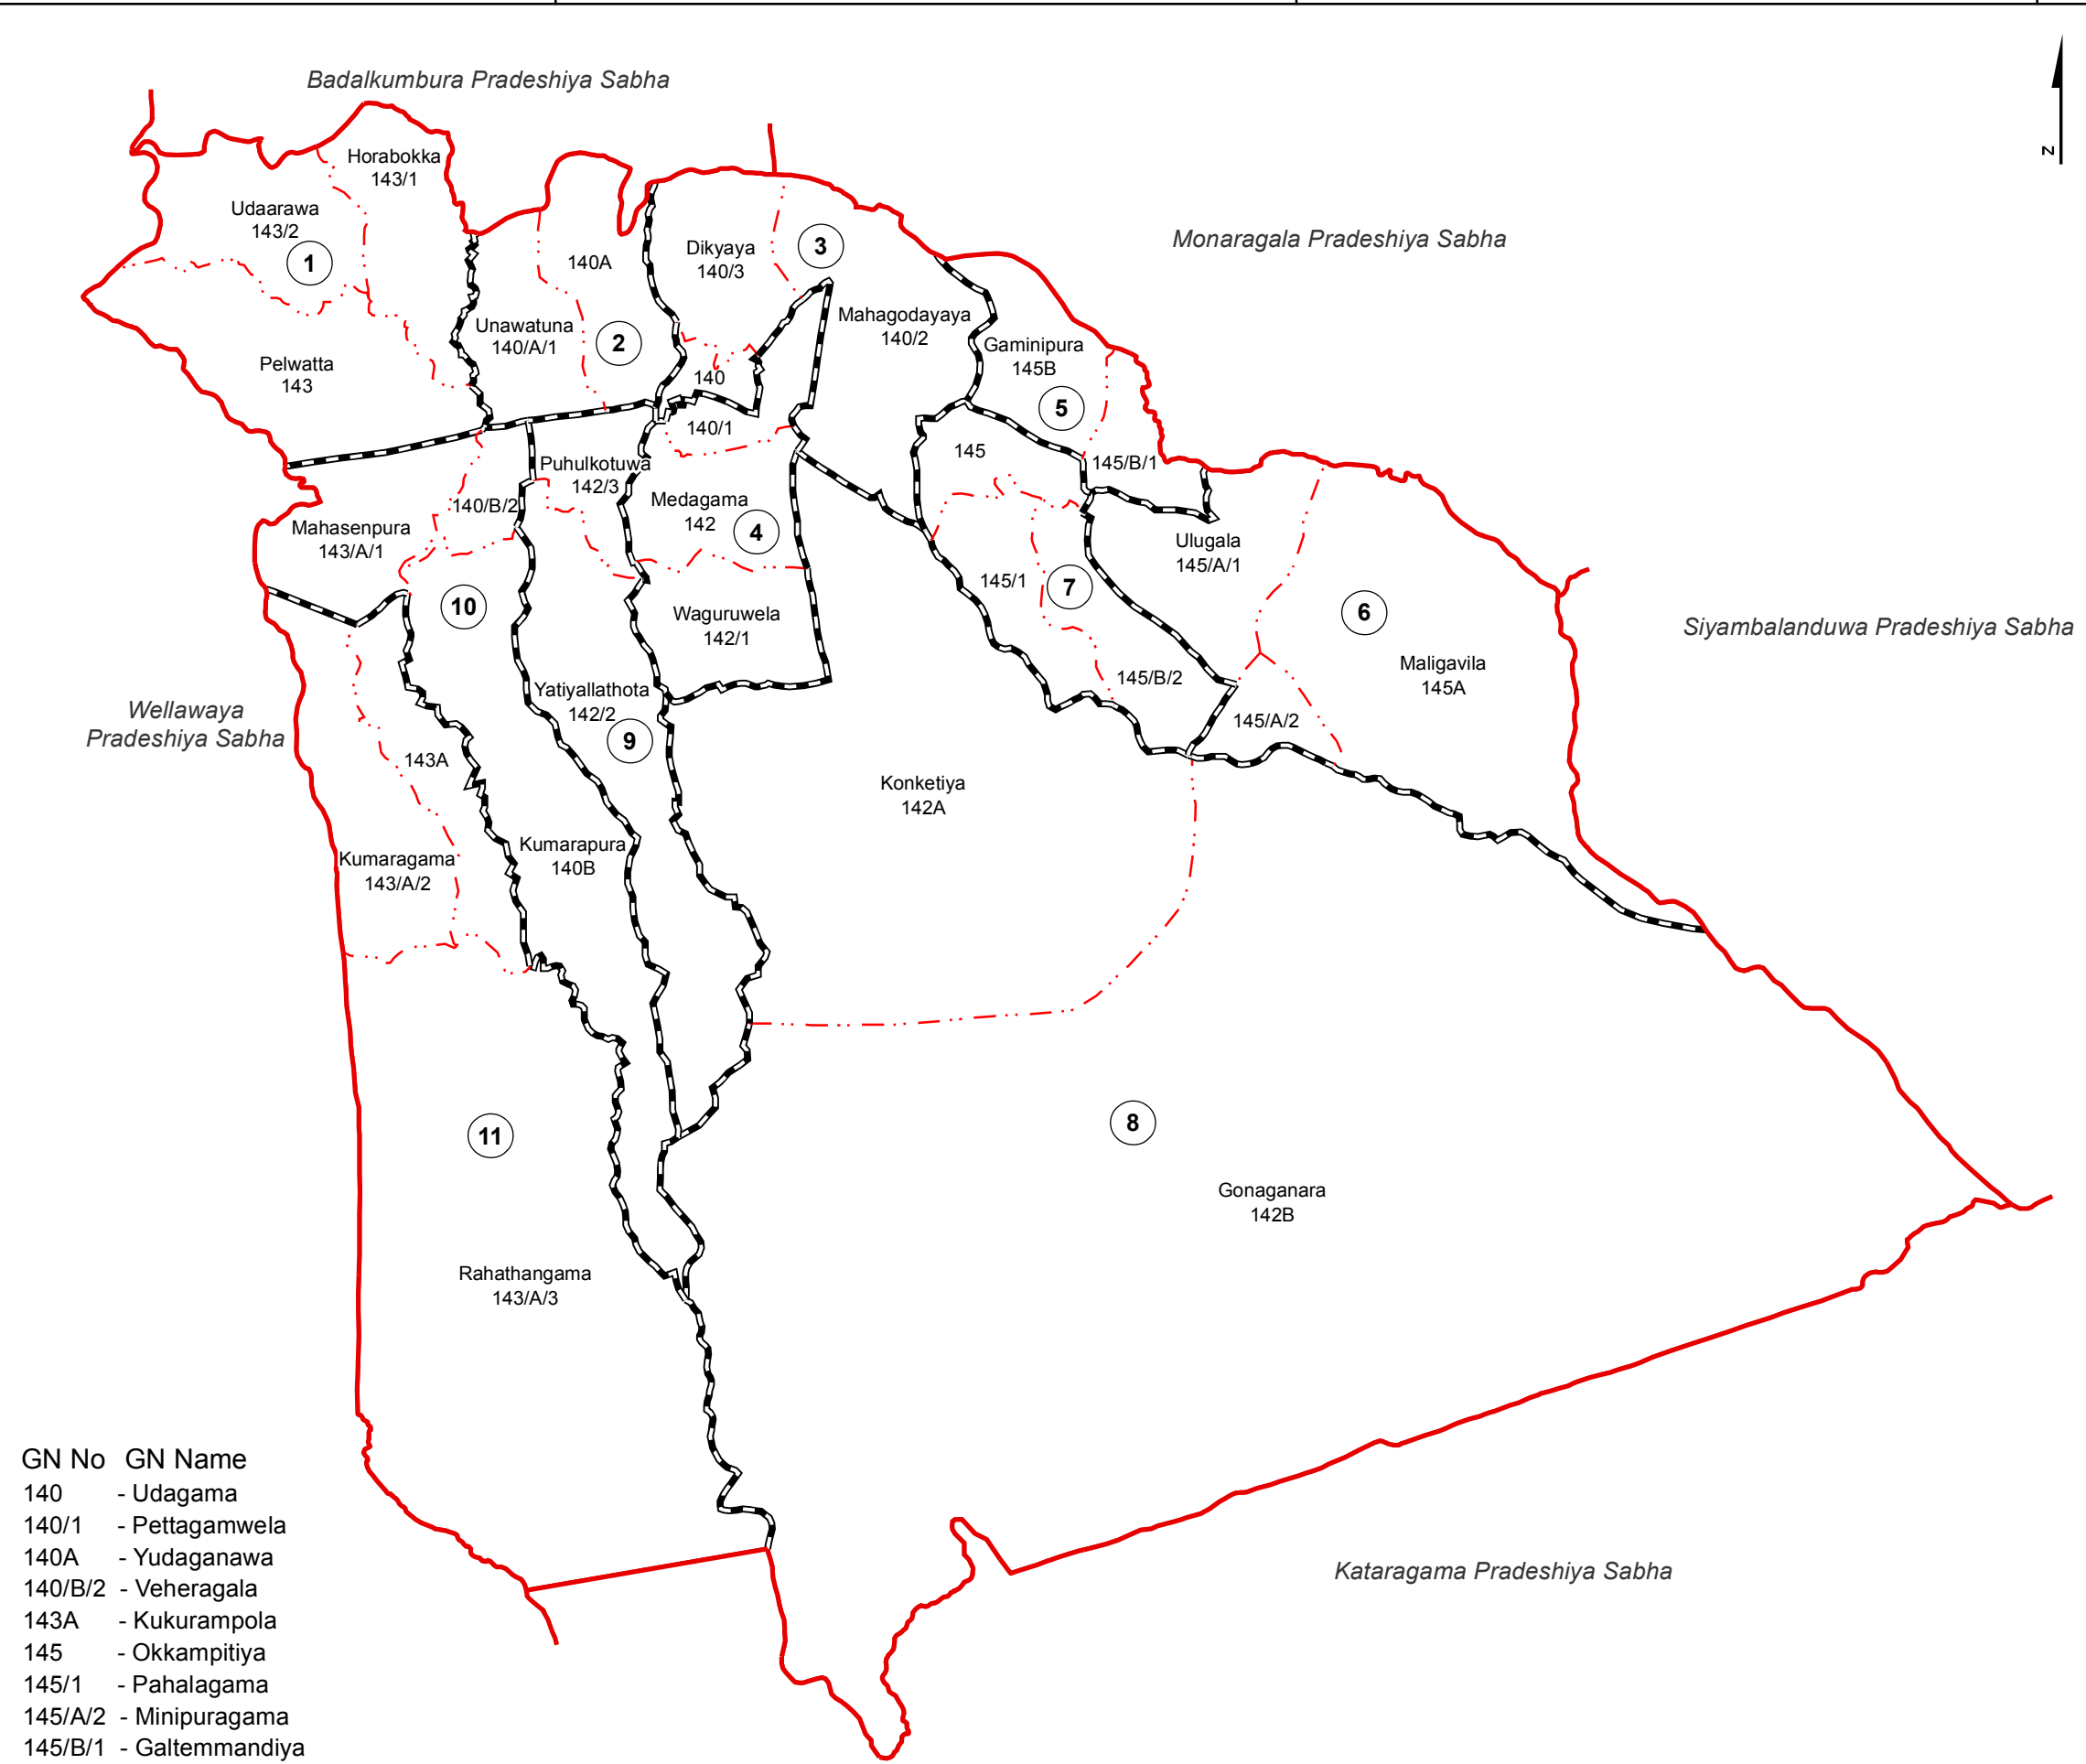 Badalkumbura Pradeshiya Sabha
Z
Horabokka
143/1
Udaarawa
143/2
1
Monaragala Pradeshiya Sabha
Dikyaya
140/3
3
140A
Unawatuna
140/A/1
2
Mahagodayaya
140/2
Gaminipura
145B
5
Pelwatta
143
140
140/1
145
145/B/1
Puhulkotuwa
142/3
140/B/2
Medagama
142
4
Mahasenpura
143/A/1
Ulugala
145/A/1
145/1
7
10
6
Waguruwela
142/1
Siyambalanduwa Pradeshiya Sabha
Maligavila
145A
145/B/2
Yatiyallathota
142/2
9
Wellawaya
Pradeshiya Sabha
145/A/2
143A
Konketiya
142A
Kumarapura
140B
Kumaragama
143/A/2
11
8
Gonaganara
142B
Rahathangama
143/A/3
Kataragama Pradeshiya Sabha
GN No GN Name
140 - Udagama
140/1 - Pettagamwela
140A - Yudaganawa
140/B/2 - Veheragala
143A - Kukurampola
145 - Okkampitiya
145/1 - Pahalagama
145/A/2 - Minipuragama
145/B/1 - Galtemmandiya